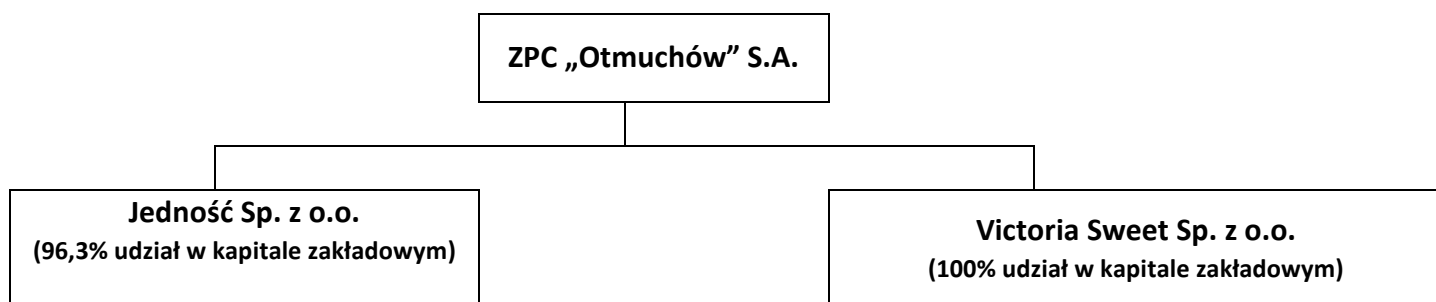 ZPC „Otmuchów” S.A.
Jedność Sp. z o.o.
(96,3% udział w kapitale zakładowym)
Victoria Sweet Sp. z o.o.
(100% udział w kapitale zakładowym)